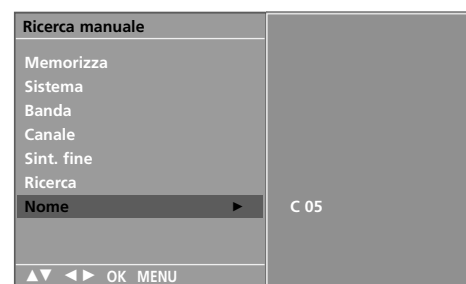 Ricerca manuale
Memorizza
Sistema
Banda
Canale
Sint. fine
Ricerca
Nome ► C 05
▲▼ ◄► OK MENU